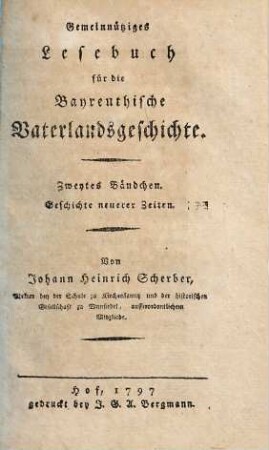 Gemeinnütziges
Lesebuch
für die
Bayreuthische
Vaterlandsgeschichte.
Zweytes Bändchen.
Geschichte neuerer Zeiten.
Von
Johann Heinrich Scherber,
Rektor bey der Schule zu Kirchenlamitz und der historischen
Gesellschaft zu Wunsiedel, ausserordentlichem
Mitgliede.
Hof, 1797
gedruckt bey J. G. A. Bergmann.